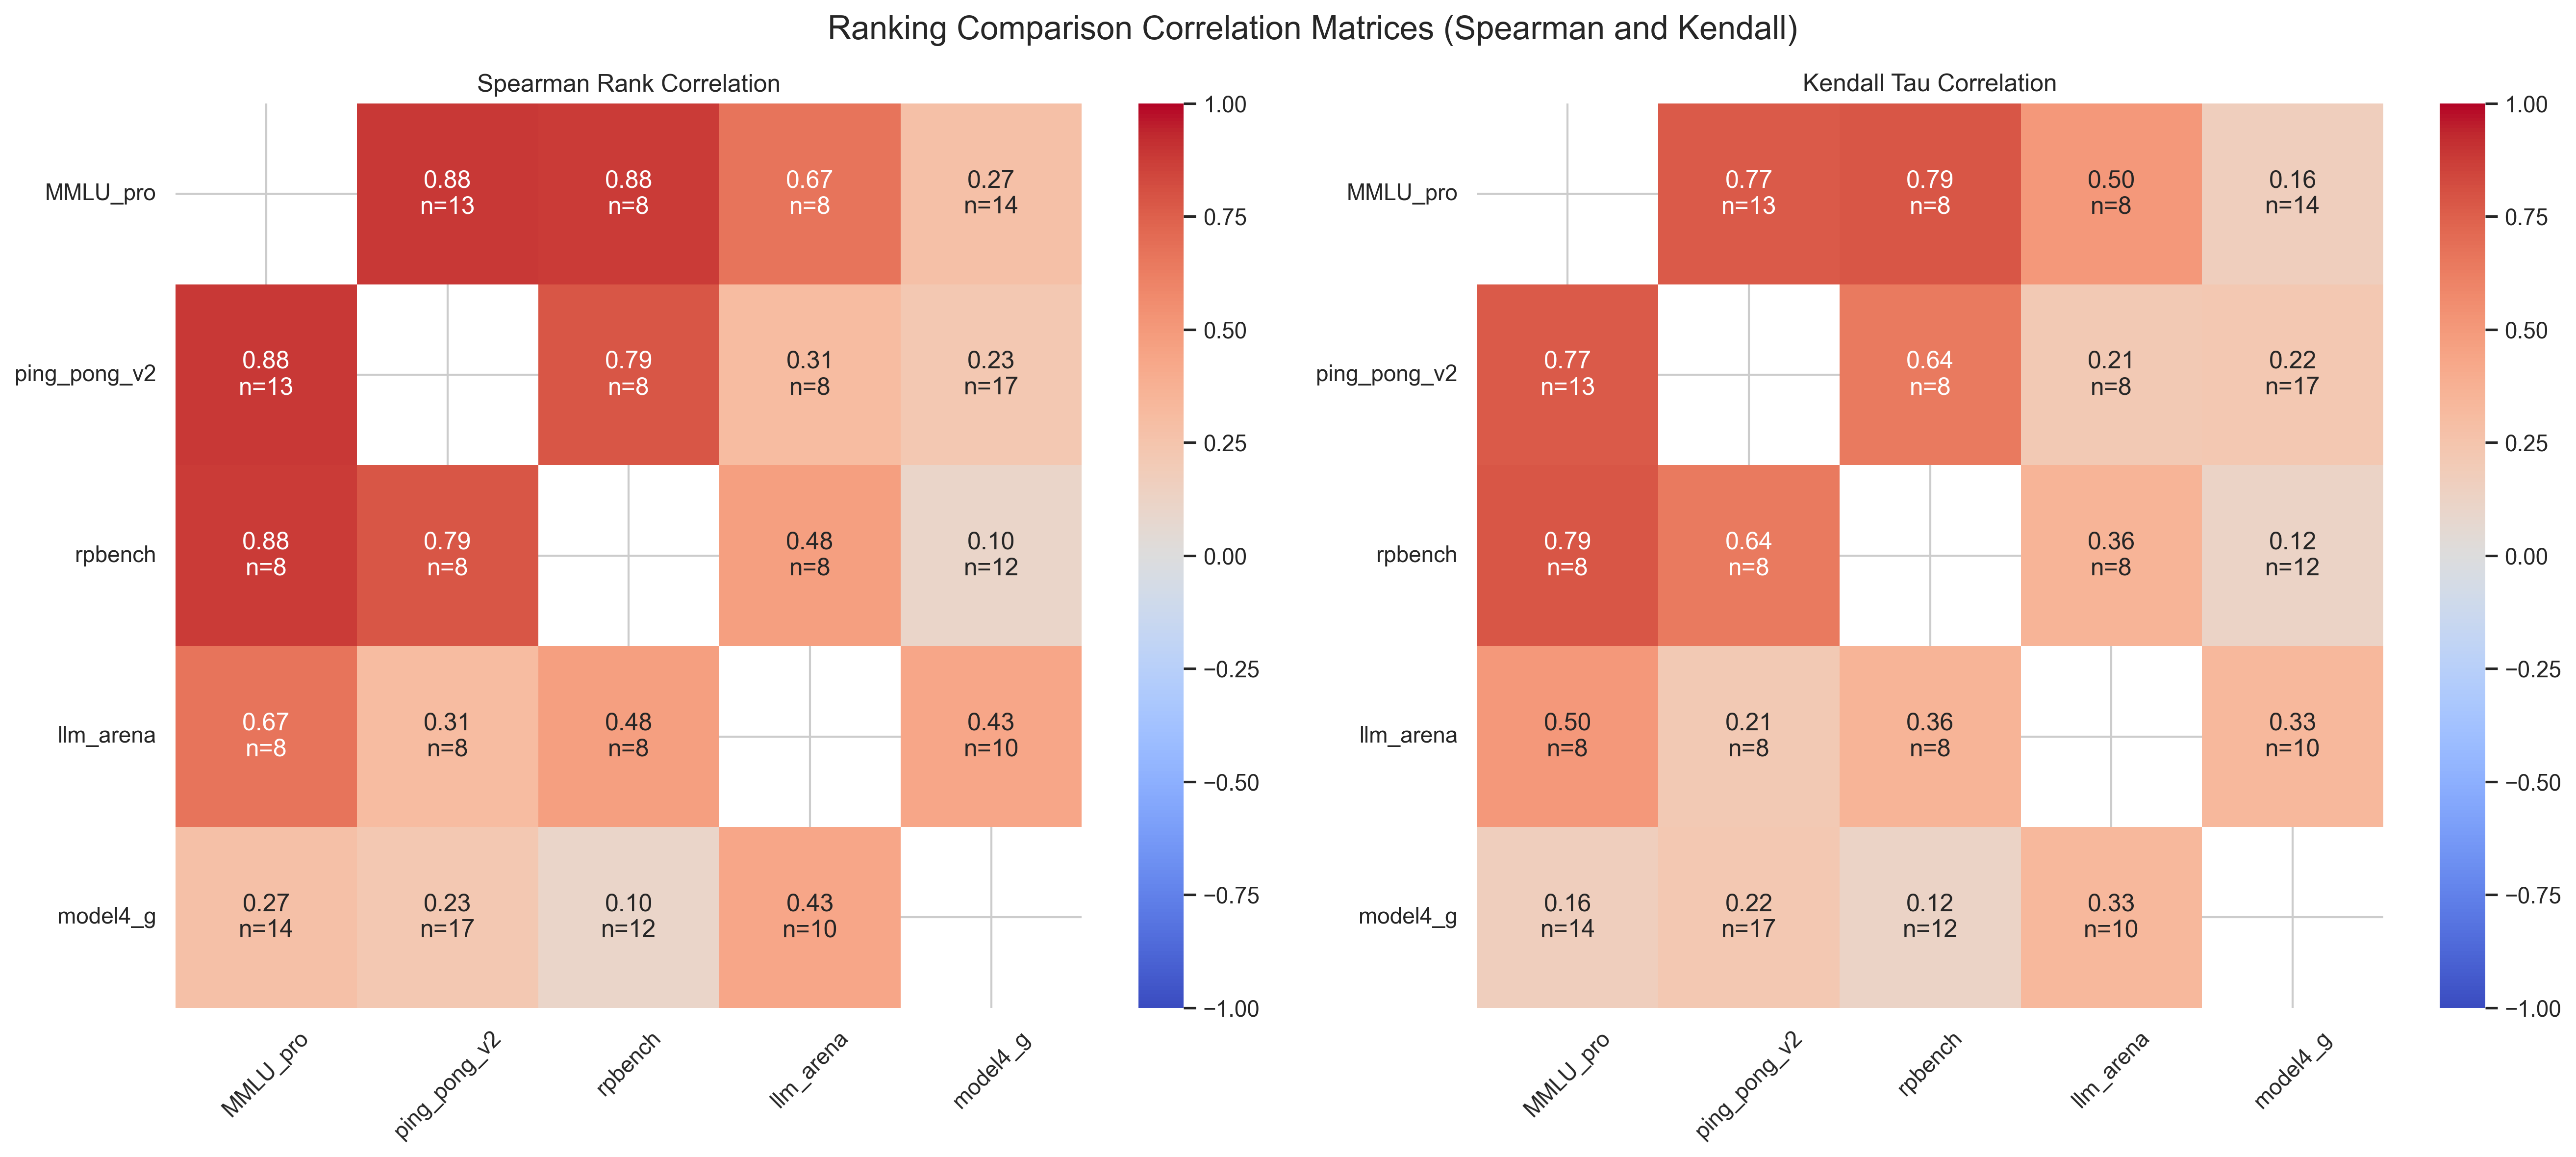 Ranking Comparison Correlation Matrices (Spearman and Kendall)
Spearman Rank Correlation
MMLU_pro
0.88
n=13
0.88
n=8
0.67
n=8
0.27
n=14
ping_pong_v2
0.88
n=13
0.79
n=8
0.31
n=8
0.23
n=17
rpbench
0.88
n=8
0.79
n=8
0.48
n=8
0.10
n=12
llm_arena
0.67
n=8
0.31
n=8
0.48
n=8
0.43
n=10
model4_g
0.27
n=14
0.23
n=17
0.10
n=12
0.43
n=10
MMLU_pro
ping_pong_v2
rpbench
llm_arena
model4_g
1.00
0.75
0.50
0.25
0.00
−0.25
−0.50
−0.75
−1.00
Kendall Tau Correlation
MMLU_pro
0.77
n=13
0.79
n=8
0.50
n=8
0.16
n=14
ping_pong_v2
0.77
n=13
0.64
n=8
0.21
n=8
0.22
n=17
rpbench
0.79
n=8
0.64
n=8
0.36
n=8
0.12
n=12
llm_arena
0.50
n=8
0.21
n=8
0.36
n=8
0.33
n=10
model4_g
0.16
n=14
0.22
n=17
0.12
n=12
0.33
n=10
MMLU_pro
ping_pong_v2
rpbench
llm_arena
model4_g
1.00
0.75
0.50
0.25
0.00
−0.25
−0.50
−0.75
−1.00